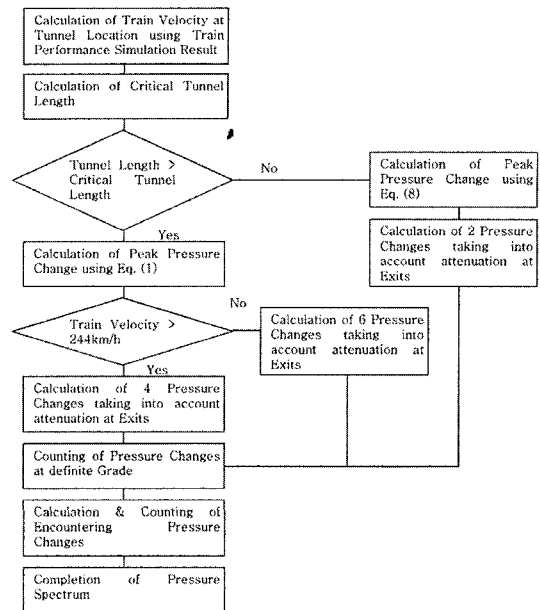 Calculation of Train Velocity at
Tunnel Location using Train
Performance Simulation Result
Calculation of Critical Tunnel
Length
Tunnel Length >
Critical Tunnel
Length
No
Calculation of Peak
Pressure Change using
Eq. (8)
Yes
Calculation of 2 Pressure
Changes taking into
account attenuation at
Exits
Calculation of Peak Pressure
Change using Eq. (1)
No
Train Velocity >
244km/h
Calculation of 6 Pressure
Changes taking into
account attenuation at
Exits
Yes
Calculation of 4 Pressure
Changes taking into account
attenuation at Exits
Counting of Pressure Changes
at definite Grade
Calculation & Counting of
Encountering Pressure
Changes
Completion of Pressure
Spectrum